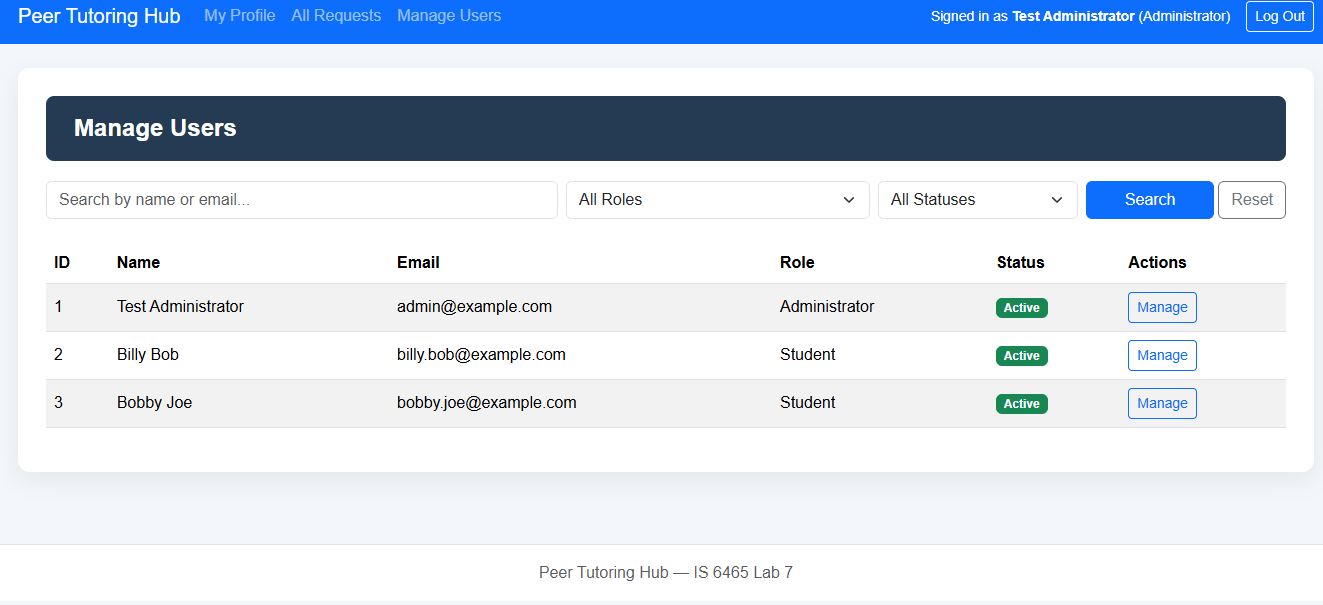 Peer Tutoring Hub My Profile All Requests Manage Users Signed in as Test Administrator (Administrator) Log Out
Manage Users
Search by name or email... All Roles All Statuses Search Reset
ID Name Email Role Status Actions
1 Test Administrator admin@example.com Administrator Active Manage
2 Billy Bob billy.bob@example.com Student Active Manage
3 Bobby Joe bobby.joe@example.com Student Active Manage
Peer Tutoring Hub — IS 6465 Lab 7